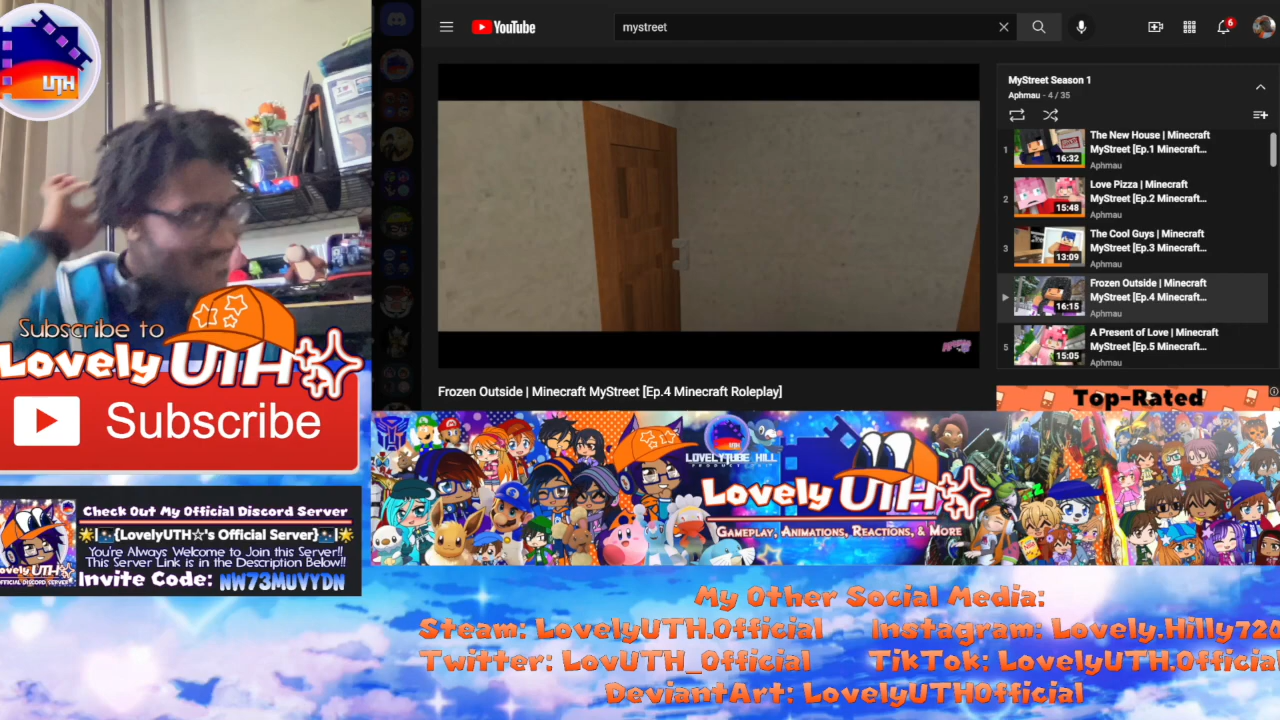 UTH
YouTube
mystreet
6
MyStreet Season 1
Aphmau - 4 / 35
1
The New House | Minecraft
MyStreet [Ep.1 Minecraft...
Aphmau
16:32
2
Love Pizza | Minecraft
MyStreet [Ep.2 Minecraft...
Aphmau
15:48
3
The Cool Guys | Minecraft
MyStreet [Ep.3 Minecraft...
Aphmau
13:09
Frozen Outside | Minecraft
MyStreet [Ep.4 Minecraft...
Aphmau
16:15
5
A Present of Love | Minecraft
MyStreet [Ep.5 Minecraft...
Aphmau
15:05
Frozen Outside | Minecraft MyStreet [Ep.4 Minecraft Roleplay]
Top-Rated
Subscribe to
Lovely UTH
Subscribe
Check Out My Official Discord Server
{LovelyUTH☆'s Official Server}
You're Always Welcome to Join this Server!!
This Server Link is in the Description Below!!
Invite Code: NW73MUVYDN
LovelyTube Hill
Productions
Lovely UTH
Gameplay, Animations, Reactions, & More
My Other Social Media:
Steam: LovelyUTH.Official
Instagram: Lovely.Hilly720
Twitter: LovUTH_Official
TikTok: LovelyUTH.Official
DeviantArt: LovelyUTHOfficial